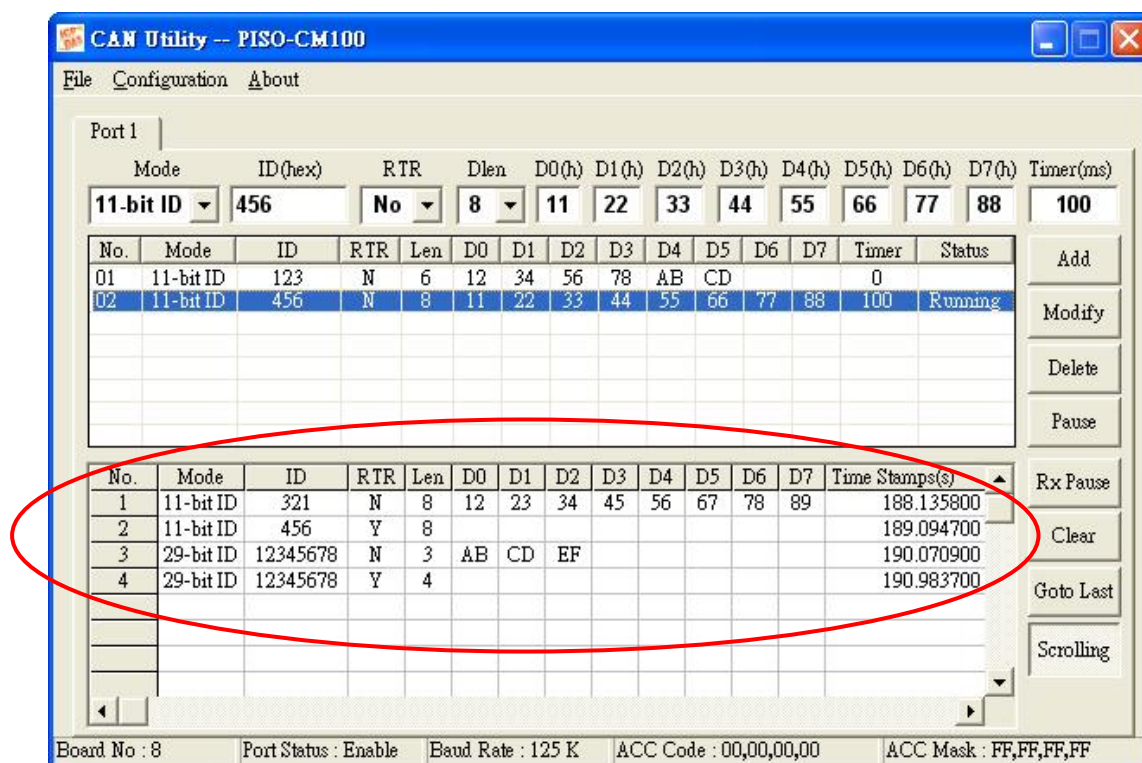 CAN Utility -- PISO-CM100
File Configuration About
Port 1
Mode ID(hex) RTR Dlen D0(h) D1(h) D2(h) D3(h) D4(h) D5(h) D6(h) D7(h) Timer(ms)
11-bit ID 456 No 8 11 22 33 44 55 66 77 88 100
No. Mode ID RTR Len D0 D1 D2 D3 D4 D5 D6 D7 Timer Status
01 11-bit ID 123 N 6 12 34 56 78 AB CD 0
02 11-bit ID 456 N 8 11 22 33 44 55 66 77 88 100 Running
Add
Modify
Delete
Pause
No. Mode ID RTR Len D0 D1 D2 D3 D4 D5 D6 D7 Time Stamps(s)
1 11-bit ID 321 N 8 12 23 34 45 56 67 78 89 188.135800
2 11-bit ID 456 Y 8 189.094700
3 29-bit ID 12345678 N 3 AB CD EF 190.070900
4 29-bit ID 12345678 Y 4 190.983700
Rx Pause
Clear
Goto Last
Scrolling
Board No : 8 Port Status : Enable Baud Rate : 125 K ACC Code : 00,00,00,00 ACC Mask : FF,FF,FF,FF